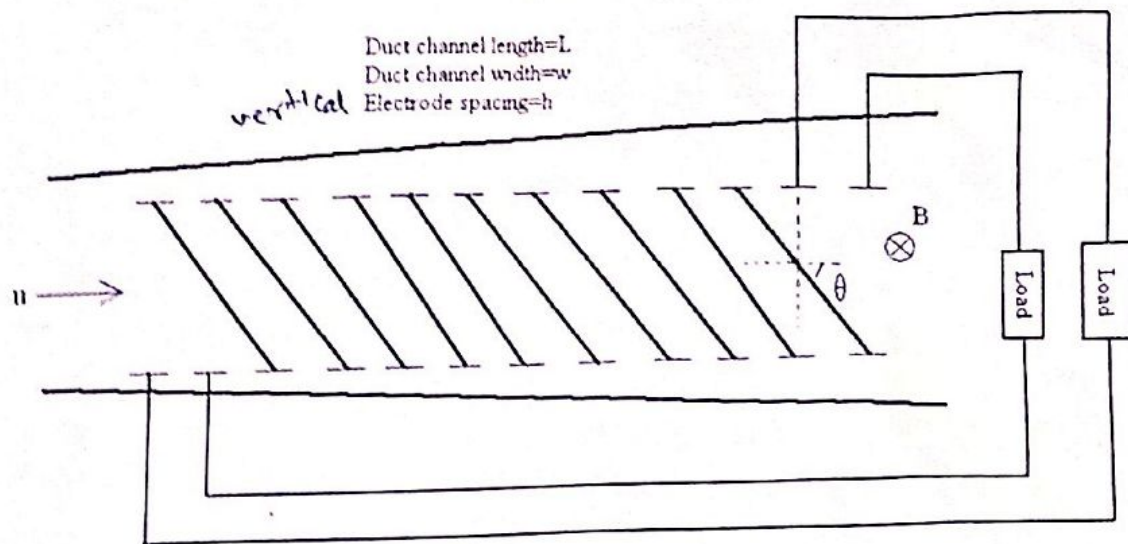 Duct channel length=L
Duct channel width=w
vertical Electrode spacing=h
B
u
θ
Load
Load